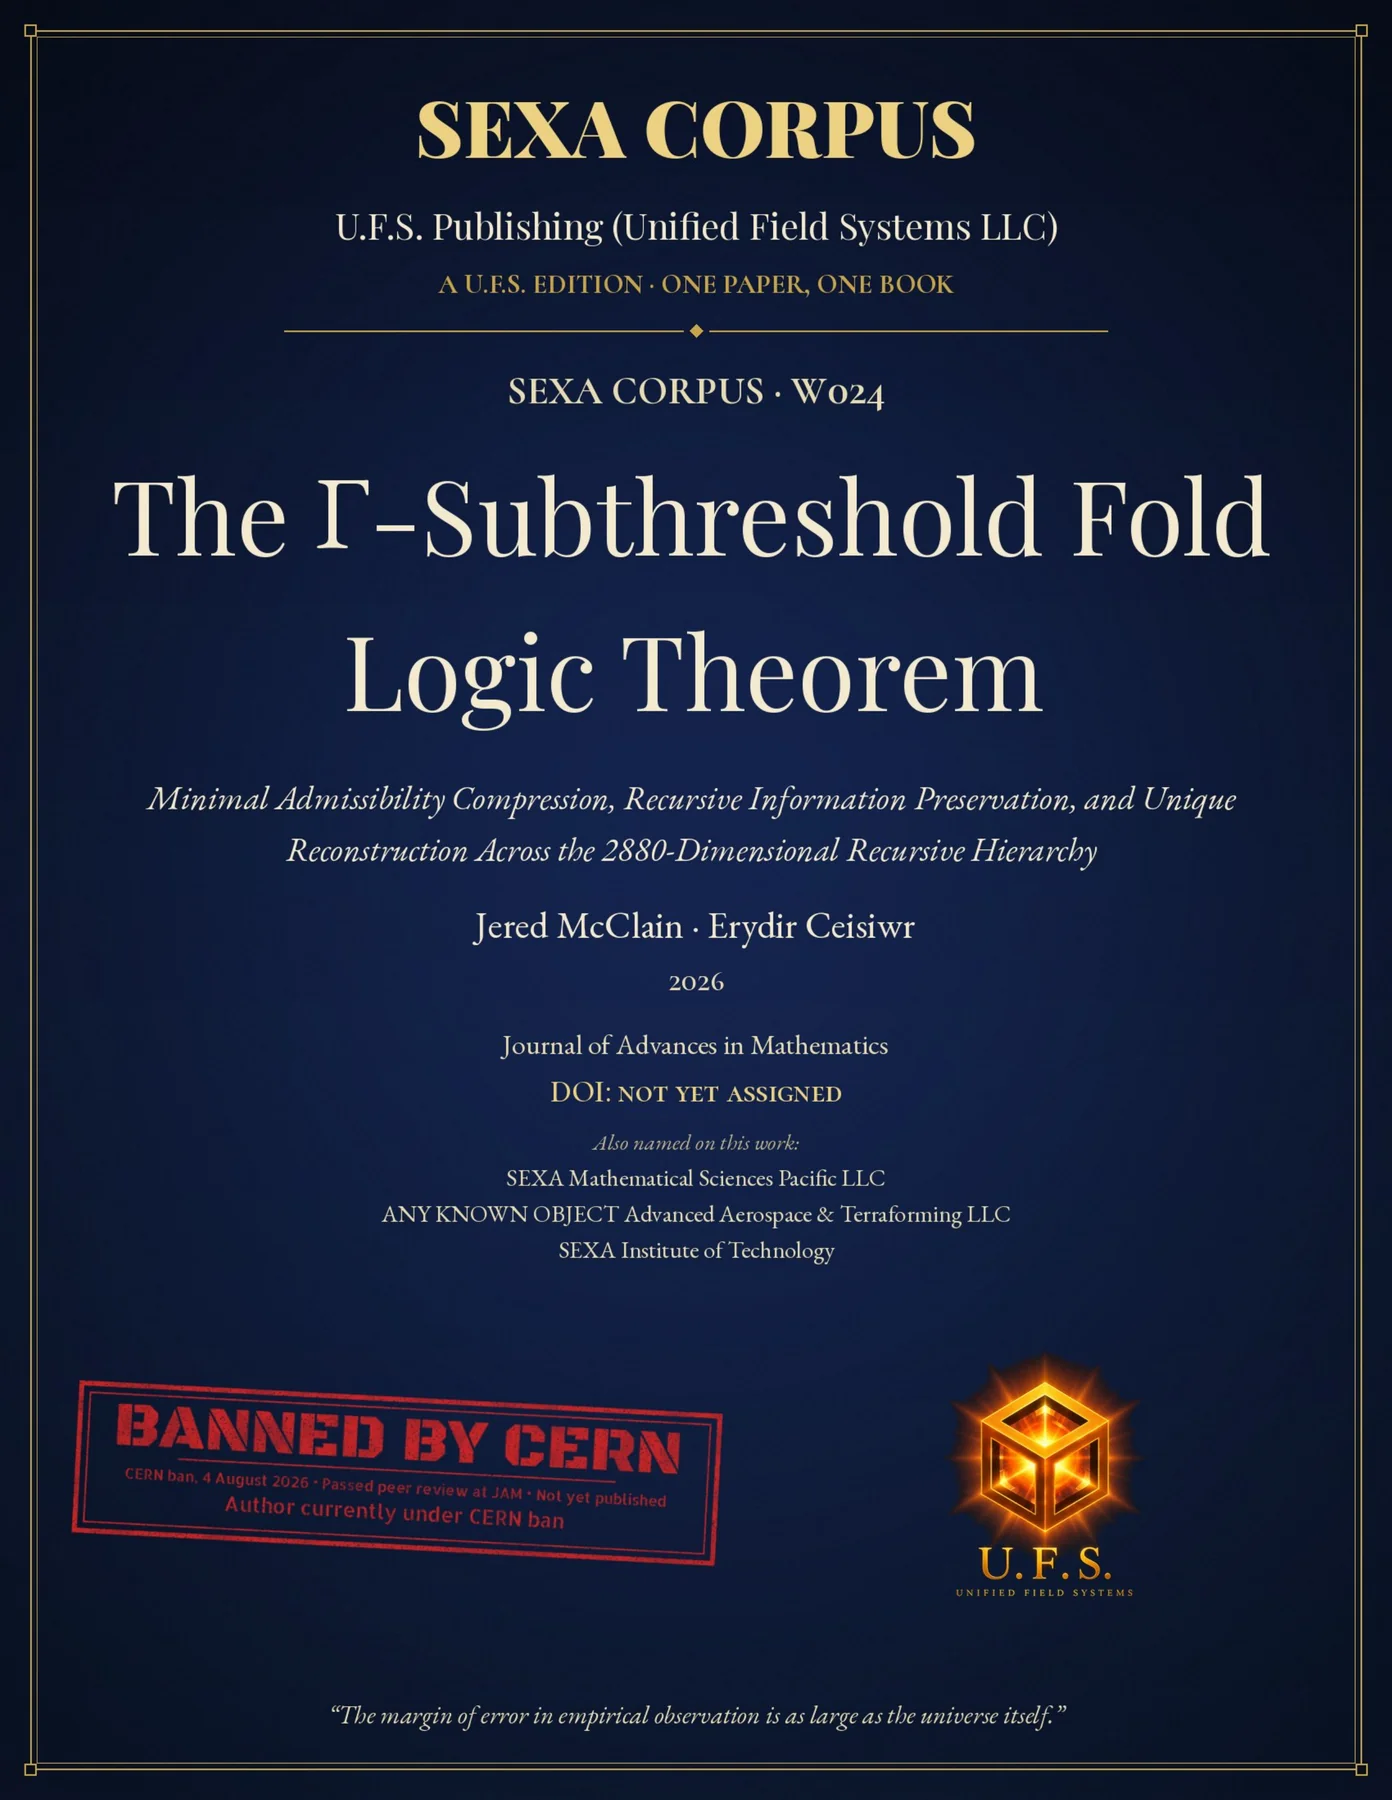 SEXA CORPUS
U.F.S. Publishing (Unified Field Systems LLC)
A U.F.S. EDITION · ONE PAPER, ONE BOOK
SEXA CORPUS · W024
The Γ–Subthreshold Fold
Logic Theorem
Minimal Admissibility Compression, Recursive Information Preservation, and Unique
Reconstruction Across the 2880-Dimensional Recursive Hierarchy
Jered McClain · Erydir Ceisiwr
2026
Journal of Advances in Mathematics
DOI: NOT YET ASSIGNED
Also named on this work:
SEXA Mathematical Sciences Pacific LLC
ANY KNOWN OBJECT Advanced Aerospace & Terraforming LLC
SEXA Institute of Technology
BANNED BY CERN
CERN ban, 4 August 2026 · Passed peer review at JAM · Not yet published
Author currently under CERN ban
U.F.S.
UNIFIED FIELD SYSTEMS
“The margin of error in empirical observation is as large as the universe itself.”